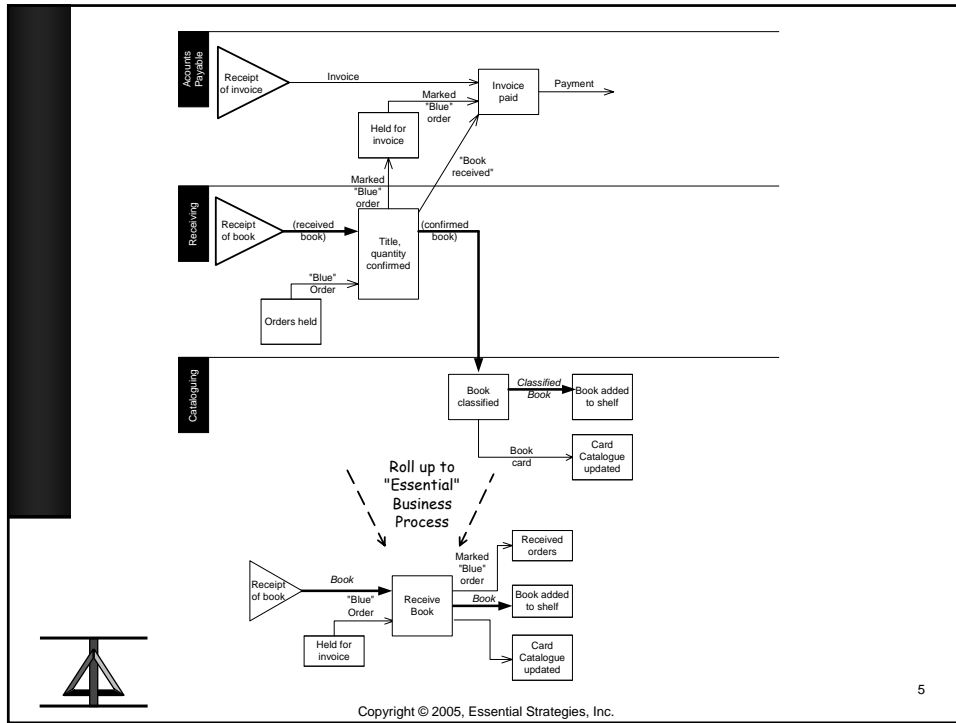 Acounts
Payable
Receipt
of invoice
Invoice
Marked
"Blue"
order
Invoice
paid
Payment
Held for
invoice
"Book
received"
Marked
"Blue"
order
Receiving
Receipt
of book
(received
book)
Title,
quantity
confirmed
(confirmed
book)
"Blue"
Order
Orders held
Cataloguing
Book
classified
Classified
Book
Book added
to shelf
Book
card
Card
Catalogue
updated
Roll up to
"Essential"
Business
Process
Receipt
of book
Book
"Blue"
Order
Held for
invoice
Receive
Book
Marked
"Blue"
order
Received
orders
Book
Book added
to shelf
Card
Catalogue
updated
5
Copyright © 2005, Essential Strategies, Inc.